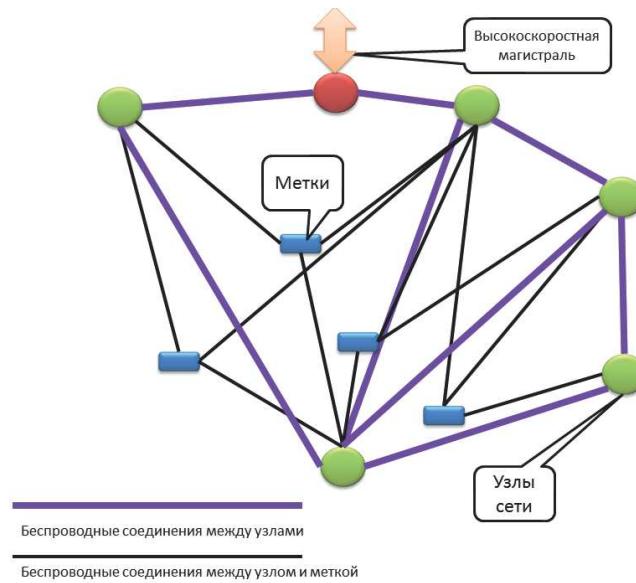 Высокоскоростная
магистраль
Метки
Узлы
сети
Беспроводные соединения между узлами
Беспроводные соединения между узлом и меткой